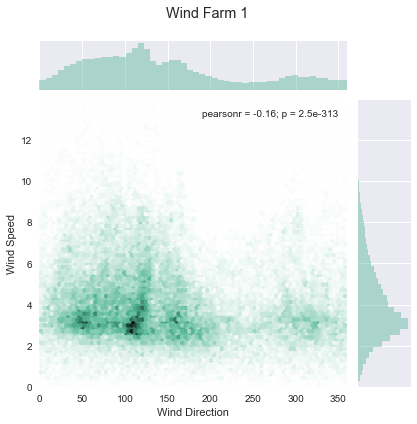 Wind Farm 1
pearsonr = -0.16; p = 2.5e-313
12
10
8
6
4
2
0
Wind Speed
0 50 100 150 200 250 300 350
Wind Direction